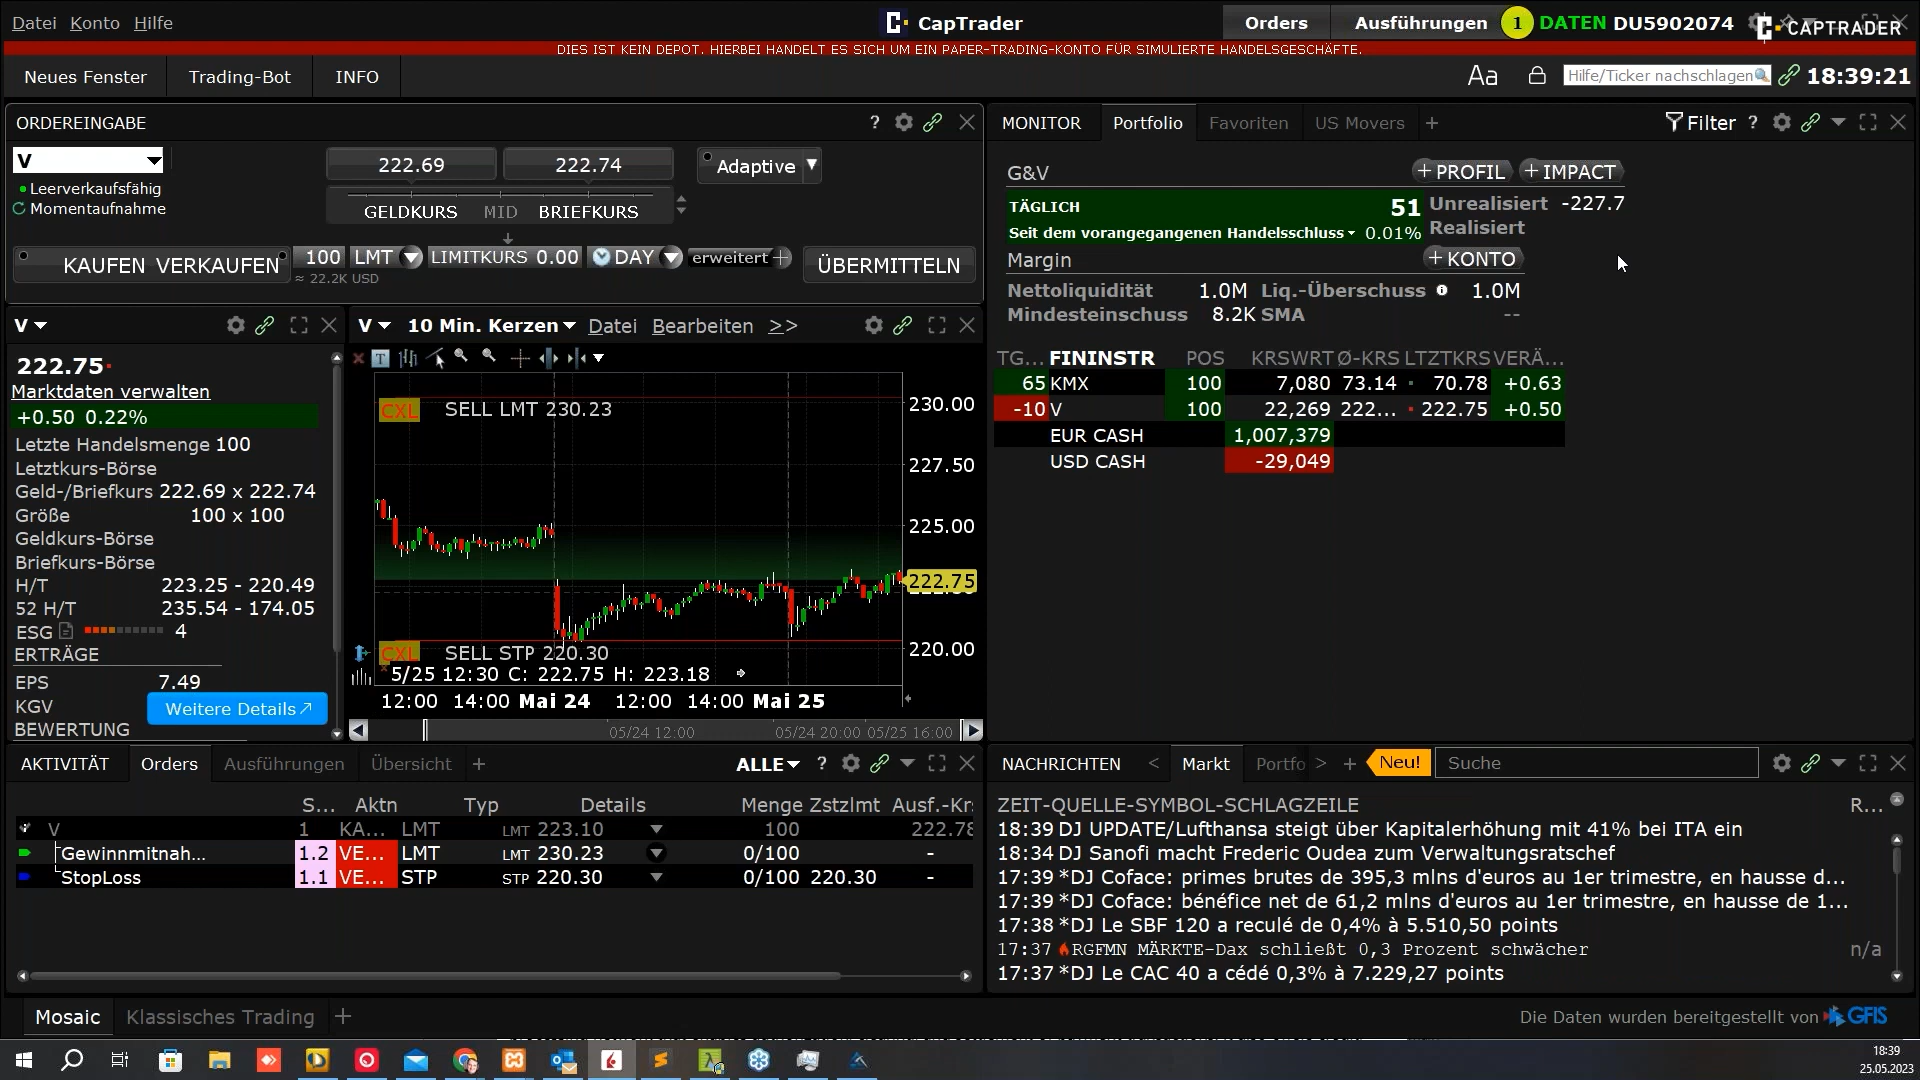 Datei Konto Hilfe
CapTrader
Orders Ausführungen 1 DATEN DU5902074
CAPTRADER
DIES IST KEIN DEPOT. HIERBEI HANDELT ES SICH UM EIN PAPER-TRADING-KONTO FÜR SIMULIERTE HANDELSGESCHÄFTE.
Neues Fenster Trading-Bot INFO
Aa Hilfe/Ticker nachschlagen 18:39:21
ORDEREINGABE ?
V
Leerverkaufsfähig
Momentaufnahme
222.69 222.74 Adaptive
GELDKURS MID BRIEFKURS
KAUFEN VERKAUFEN 100 LMT LIMITKURS 0.00 DAY erweitert + ÜBERMITTELN
≈ 22.2K USD
V
222.75
Marktdaten verwalten
+0.50 0.22%
Letzte Handelsmenge 100
Letztkurs-Börse
Geld-/Briefkurs 222.69 x 222.74
Größe 100 x 100
Geldkurs-Börse
Briefkurs-Börse
H/T 223.25 - 220.49
52 H/T 235.54 - 174.05
ESG 4
ERTRÄGE
EPS 7.49
KGV
Weitere Details
BEWERTUNG
V 10 Min. Kerzen Datei Bearbeiten >>
T
CXL SELL LMT 230.23
230.00
227.50
225.00
222.75
220.00
CXL SELL STP 220.30
5/25 12:30 C: 222.75 H: 223.18
12:00 14:00 Mai 24 12:00 14:00 Mai 25
05/24 12:00 05/24 20:00 05/25 16:00
MONITOR Portfolio Favoriten US Movers + Filter ?
G&V + PROFIL + IMPACT
TÄGLICH 51 Unrealisiert -227.7
Seit dem vorangegangenen Handelsschluss 0.01% Realisiert
Margin + KONTO
Nettoliquidität 1.0M Liq.-Überschuss 1.0M
Mindesteinschuss 8.2K SMA --
TG... FININSTR POS KRSWRT Ø-KRS LTZTKRS VERÄ...
65 KMX 100 7,080 73.14 70.78 +0.63
-10 V 100 22,269 222... 222.75 +0.50
EUR CASH 1,007,379
USD CASH -29,049
AKTIVITÄT Orders Ausführungen Übersicht + ALLE ?
S... Aktn Typ Details Menge Zstzlmt Ausf.-Krs
V 1 KA... LMT LMT 223.10 100 222.78
Gewinnmitnah... 1.2 VE... LMT LMT 230.23 0/100 -
StopLoss 1.1 VE... STP STP 220.30 0/100 220.30 -
NACHRICHTEN < Markt Portfo > + Neu! Suche
ZEIT-QUELLE-SYMBOL-SCHLAGZEILE R...
18:39 DJ UPDATE/Lufthansa steigt über Kapitalerhöhung mit 41% bei ITA ein
18:34 DJ Sanofi macht Frederic Oudea zum Verwaltungsratschef
17:39 *DJ Coface: primes brutes de 395,3 mlns d'euros au 1er trimestre, en hausse d...
17:39 *DJ Coface: bénéfice net de 61,2 mlns d'euros au 1er trimestre, en hausse de 1...
17:38 *DJ Le SBF 120 a reculé de 0,4% à 5.510,50 points
17:37 RGFMN MÄRKTE-Dax schließt 0,3 Prozent schwächer n/a
17:37 *DJ Le CAC 40 a cédé 0,3% à 7.229,27 points
Mosaic Klassisches Trading +
Die Daten wurden bereitgestellt von GFIS
18:39
25.05.2023